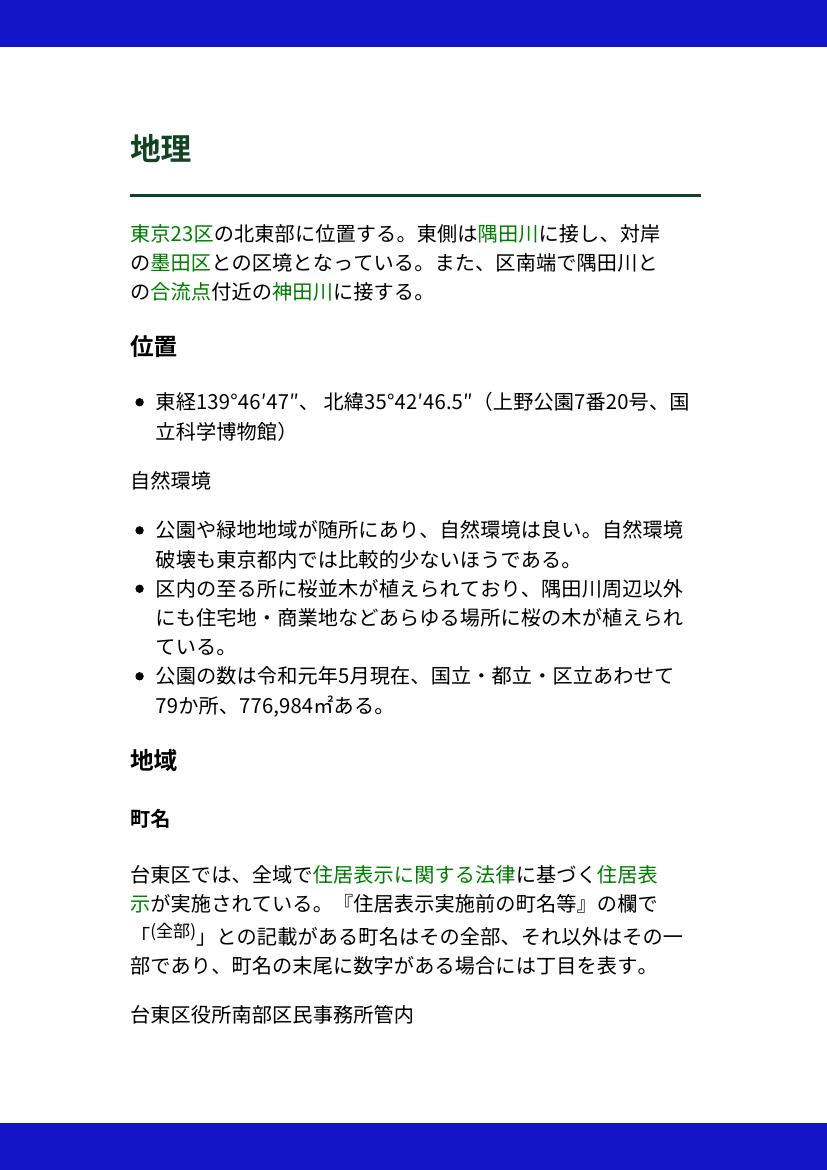 地理
東京23区の北東部に位置する。東側は隅田川に接し、対岸
の墨田区との区境となっている。また、区南端で隅田川と
の合流点付近の神田川に接する。
位置
• 東経139°46′47″、 北緯35°42′46.5″（上野公園7番20号、国
立科学博物館）
自然環境
• 公園や緑地地域が随所にあり、自然環境は良い。自然環境
破壊も東京都内では比較的少ないほうである。
• 区内の至る所に桜並木が植えられており、隅田川周辺以外
にも住宅地・商業地などあらゆる場所に桜の木が植えられ
ている。
• 公園の数は令和元年5月現在、国立・都立・区立あわせて
79か所、776,984㎡ある。
地域
町名
台東区では、全域で住居表示に関する法律に基づく住居表
示が実施されている。『住居表示実施前の町名等』の欄で
「(全部)」との記載がある町名はその全部、それ以外はその一
部であり、町名の末尾に数字がある場合には丁目を表す。
台東区役所南部区民事務所管内